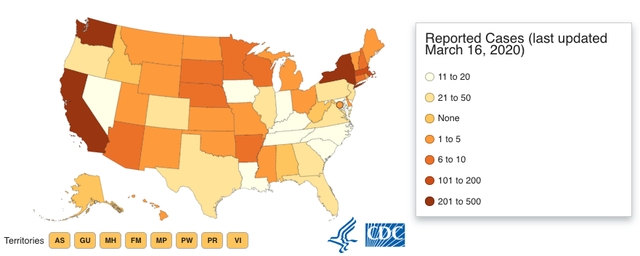 Reported Cases (last updated
March 16, 2020)
11 to 20
21 to 50
None
1 to 5
6 to 10
101 to 200
201 to 500
Territories AS GU MH FM MP PW PR VI
CDC